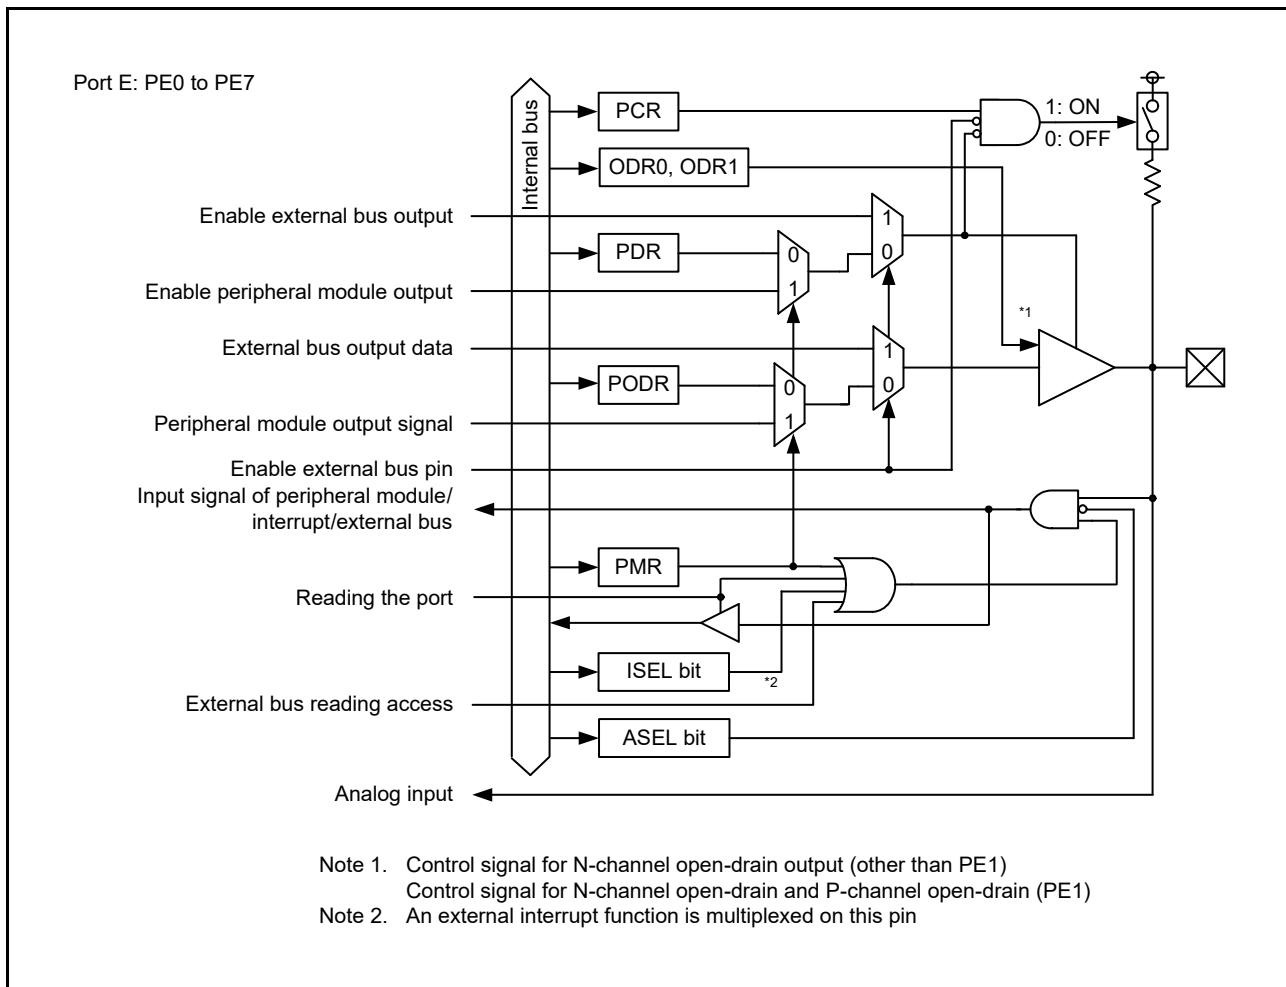 Port E: PE0 to PE7
Internal bus
PCR
1: ON
0: OFF
ODR0, ODR1
Enable external bus output
1
PDR
0
0
Enable peripheral module output
1
*1
External bus output data
1
PODR
0
0
Peripheral module output signal
1
Enable external bus pin
Input signal of peripheral module/
interrupt/external bus
PMR
Reading the port
ISEL bit
*2
External bus reading access
ASEL bit
Analog input
Note 1. Control signal for N-channel open-drain output (other than PE1)
Control signal for N-channel open-drain and P-channel open-drain (PE1)
Note 2. An external interrupt function is multiplexed on this pin